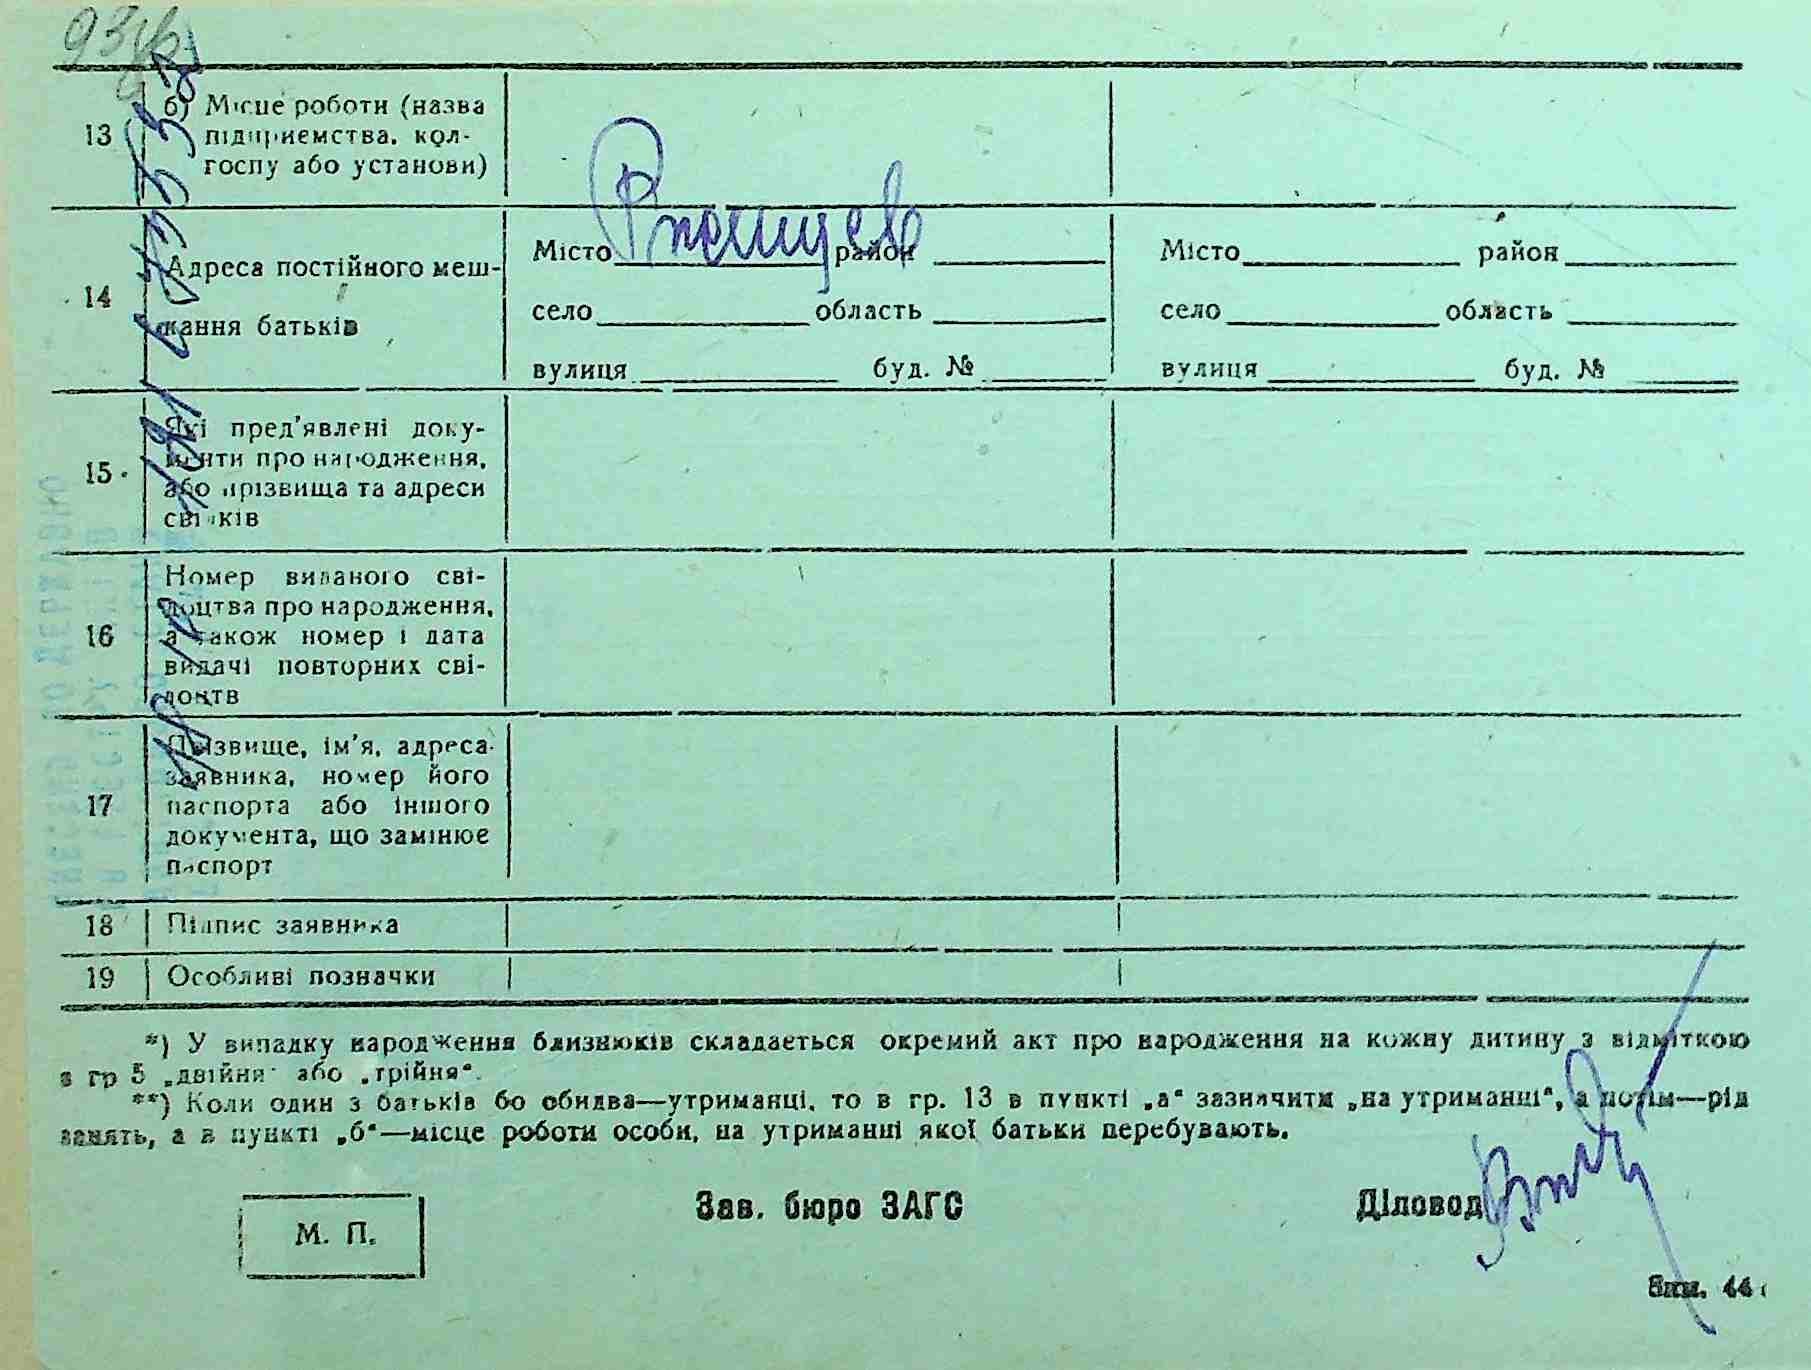 13 б) Місце роботи (назва
підприємства, кол-
госпу або установи)
14 Адреса постійного меш-
кання батьків
Місто район
село область
вулиця буд. №
Місто район
село область
вулиця буд. №
15 Які пред'явлені доку-
менти про народження,
або прізвища та адреси
свідків
16 Номер виданого сві-
доцтва про народження,
а також номер і дата
видачі повторних сві-
доцтв
17 Прізвище, ім'я, адреса
заявника, номер його
паспорта або іншого
документа, що замінює
паспорт
18 Підпис заявника
19 Особливі позначки
*) У випадку народження близнюків складається окремий акт про народження на кожну дитину з відміткою
в гр 5 „двійня" або „трійня".
**) Коли один з батьків бо обидва—утриманці, то в гр. 13 в пункті „а" зазначити „на утриманні", а потім—рід
занять, а в пункті „б"—місце роботи особи, на утриманні якої батьки перебувають.
М. П.
Зав. бюро ЗАГС
Діловод
44